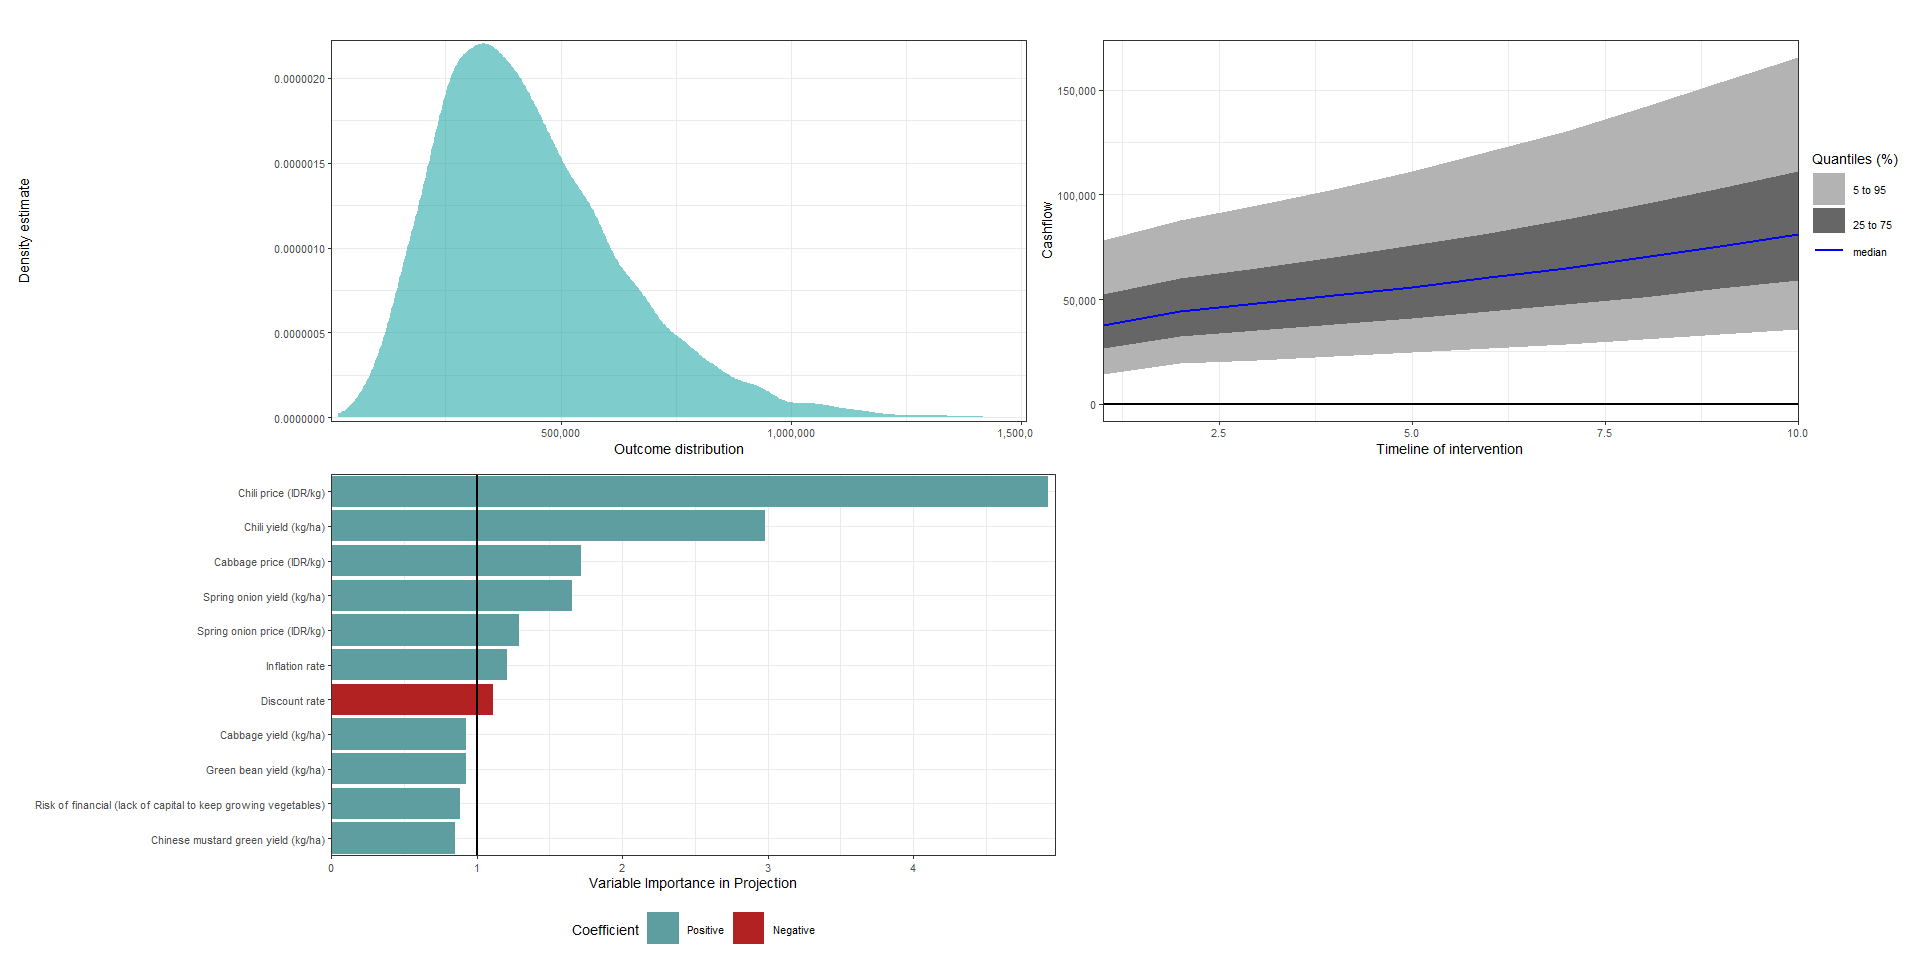 Density estimate
0.0000020
0.0000015
0.0000010
0.0000005
0.0000000
500,000
1,000,000
1,500,0
Outcome distribution
Cashflow
150,000
100,000
50,000
0
2.5
5.0
7.5
10.0
Timeline of intervention
Quantiles (%)
5 to 95
25 to 75
median
Chili price (IDR/kg)
Chili yield (kg/ha)
Cabbage price (IDR/kg)
Spring onion yield (kg/ha)
Spring onion price (IDR/kg)
Inflation rate
Discount rate
Cabbage yield (kg/ha)
Green bean yield (kg/ha)
Risk of financial (lack of capital to keep growing vegetables)
Chinese mustard green yield (kg/ha)
0
1
2
3
4
Variable Importance in Projection
Coefficient
Positive
Negative